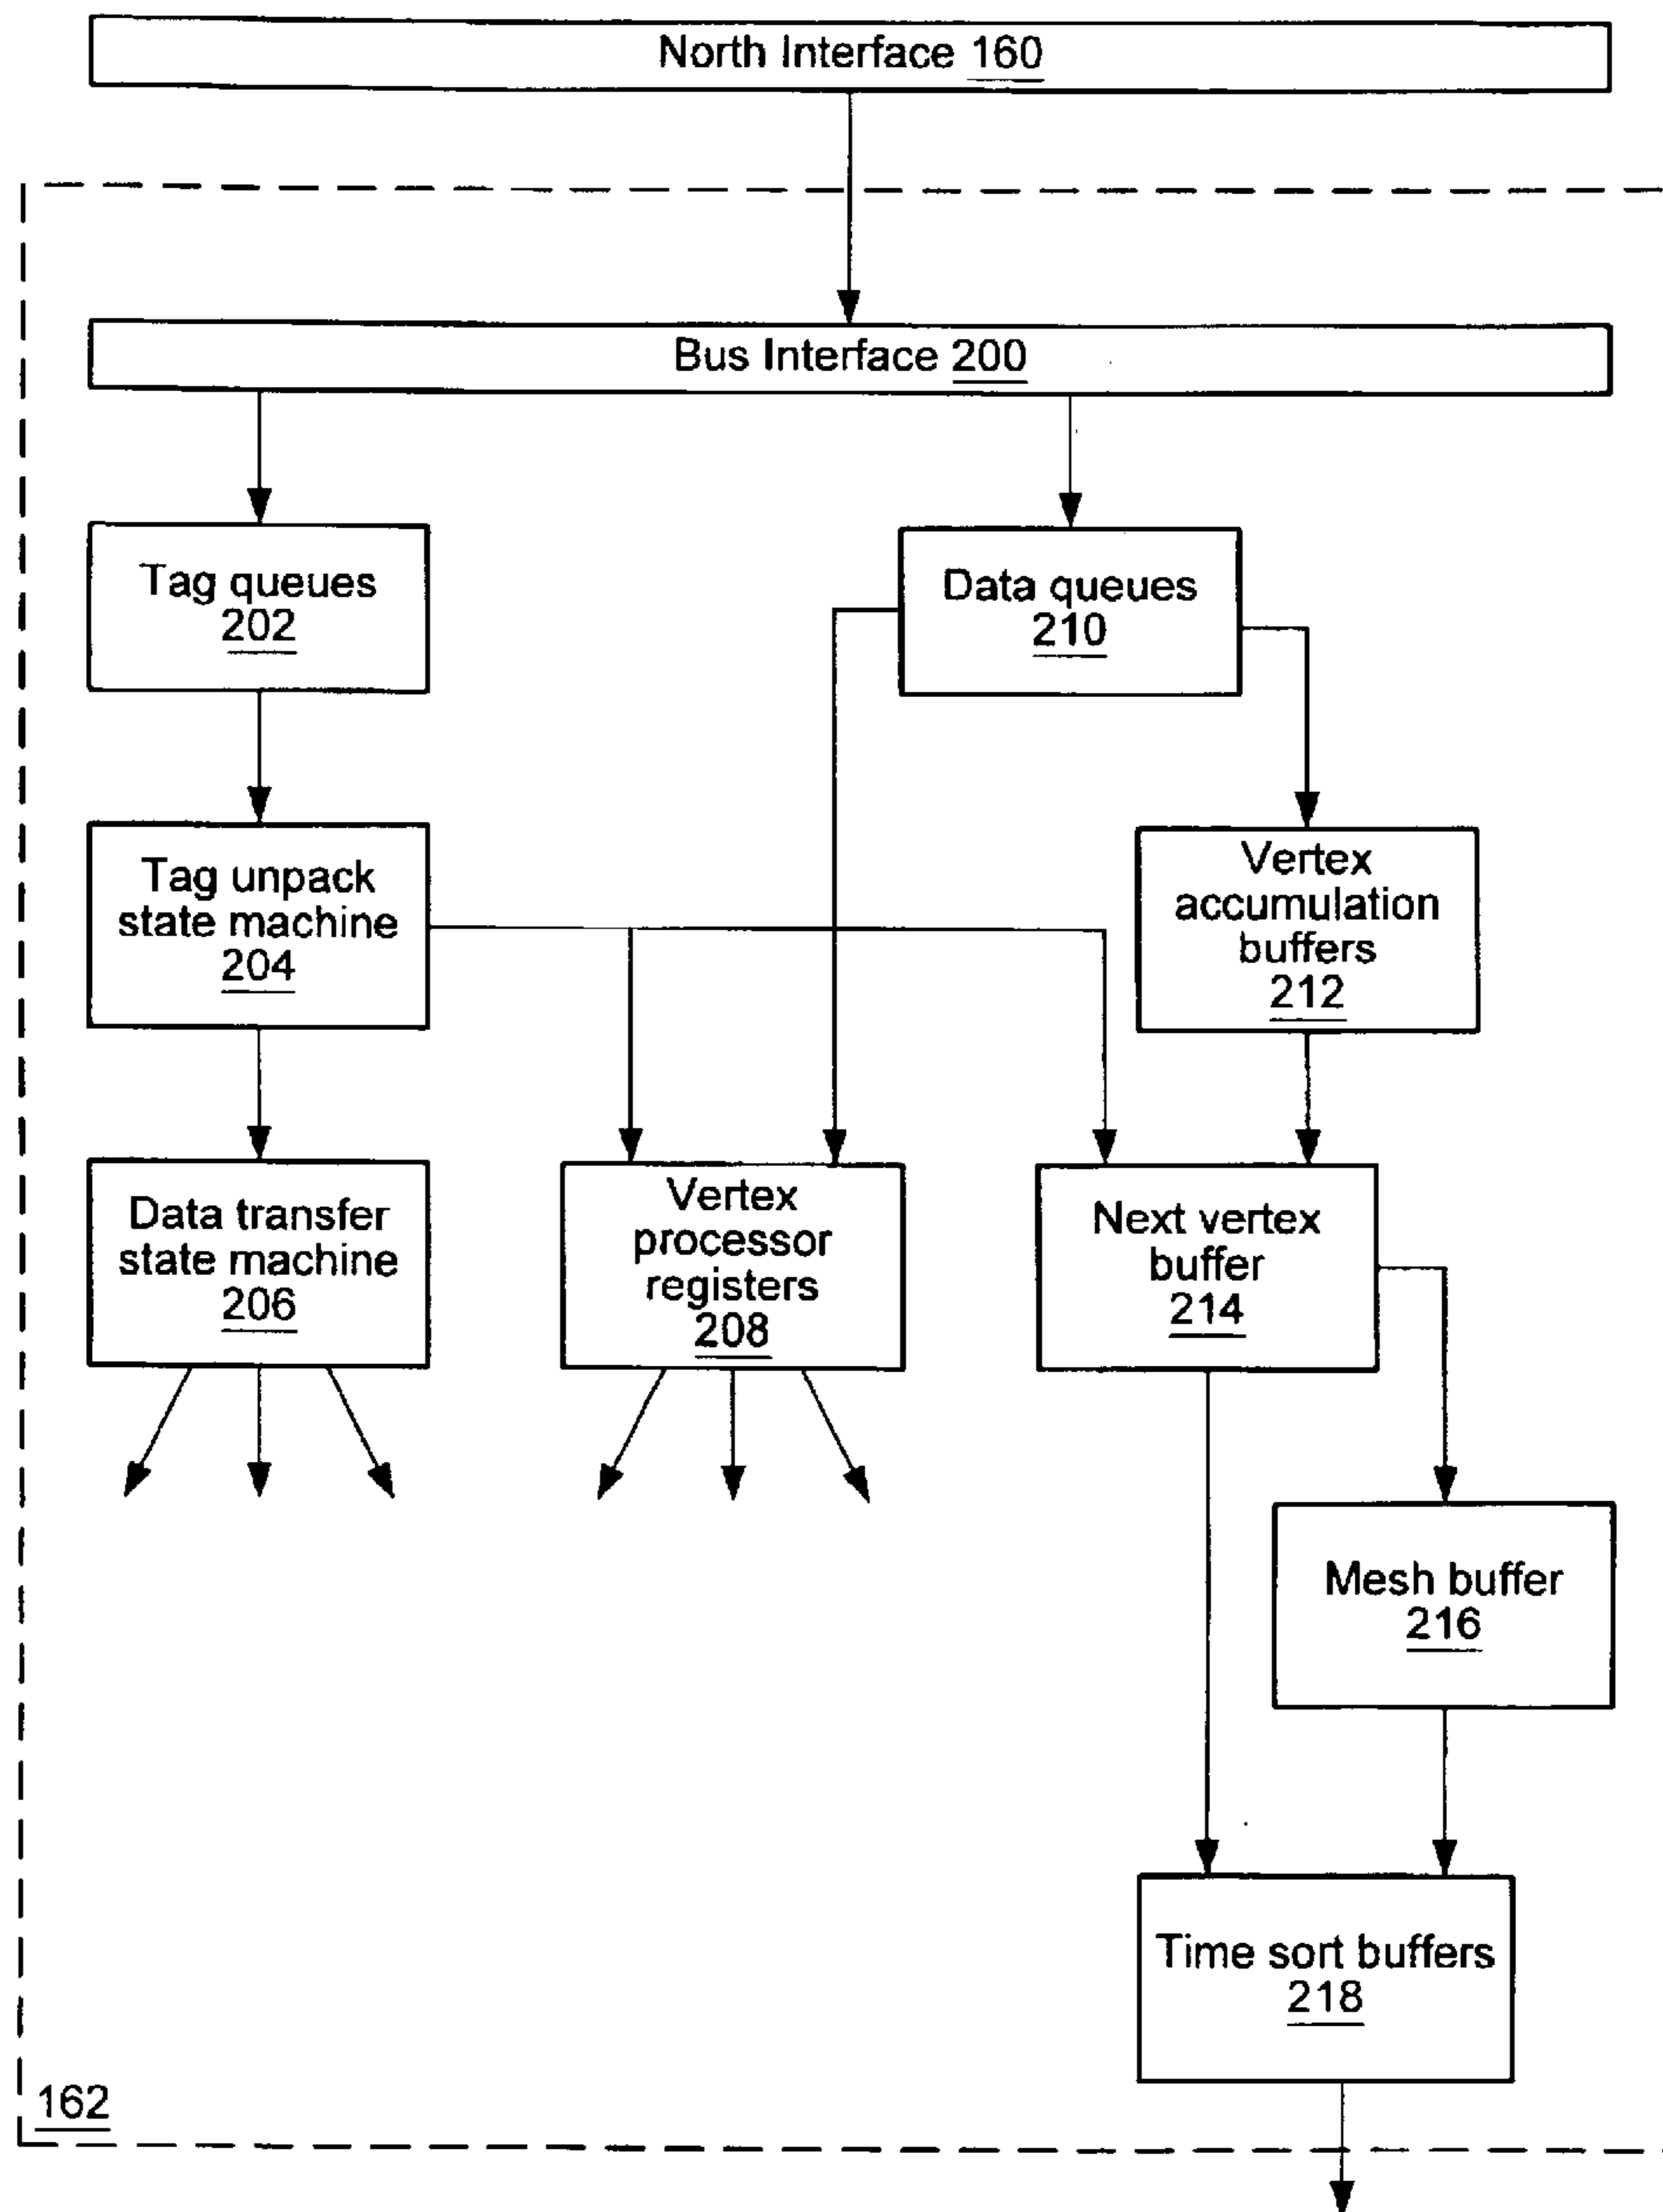 North Interface 160
Bus Interface 200
Tag queues
202
Data queues
210
Tag unpack
state machine
204
Vertex
accumulation
buffers
212
Data transfer
state machine
206
Vertex
processor
registers
208
Next vertex
buffer
214
Mesh buffer
216
Time sort buffers
218
162